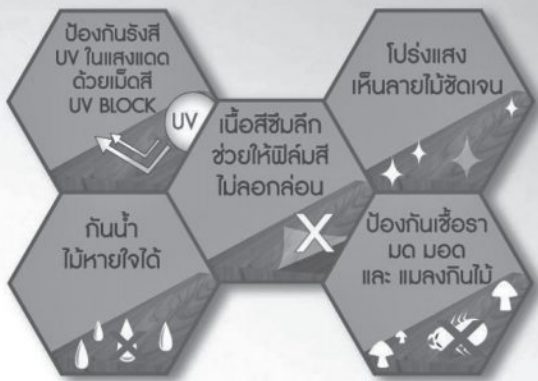 ป้องกันรังสี
UV ในแสงแดด
ด้วยเม็ดสี
UV BLOCK
UV
โปร่งแสง
เห็นลายไม้ชัดเจน
เนื้อสีซึมลึก
ช่วยให้ฟิล์มสี
ไม่ลอกล่อน
X
กันน้ำ
ไม้หายใจได้
ป้องกันเชื้อรา
มด มอด
และ แมลงกินไม้